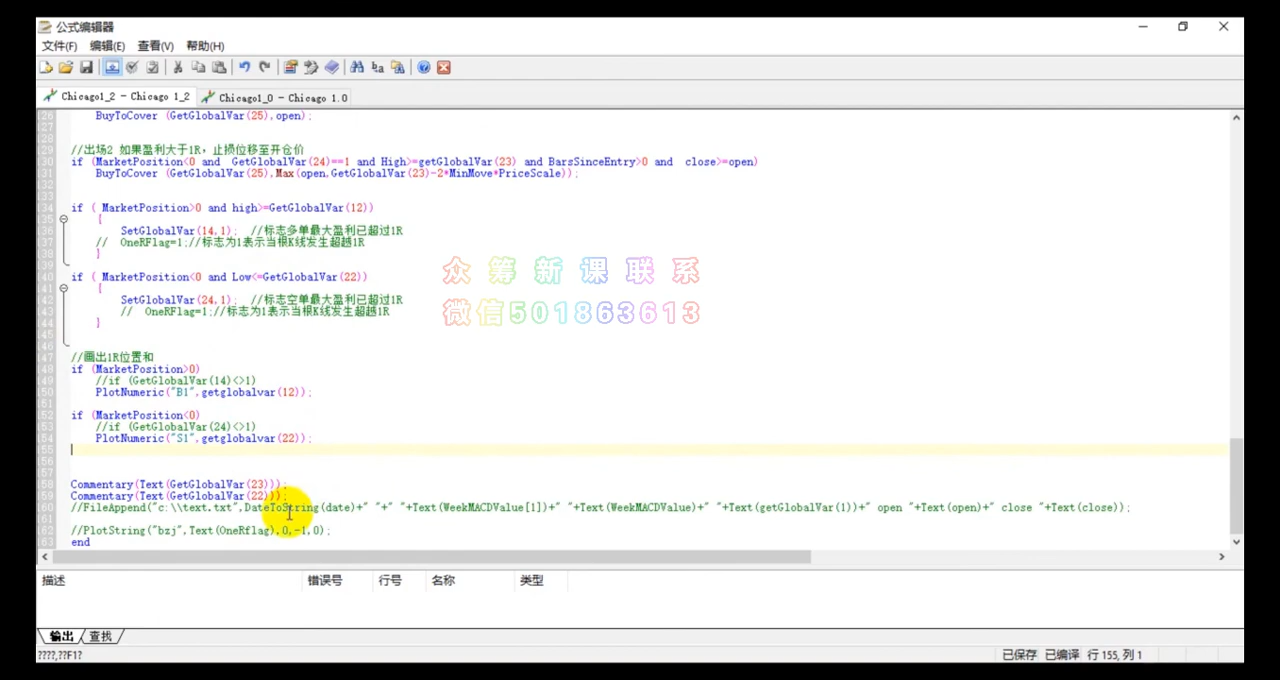 公式编辑器
文件(F) 编辑(E) 查看(V) 帮助(H)
Chicago1_2 - Chicago 1_2 Chicago1_0 - Chicago 1.0
BuyToCover (GetGlobalVar(25),open);
//出场2 如果盈利大于1R，止损位移至开仓价
if (MarketPosition<0 and GetGlobalVar(24)==1 and High>=getGlobalVar(23) and BarsSinceEntry>0 and close>=open)
BuyToCover (GetGlobalVar(25),Max(open,GetGlobalVar(23)-2*MinMove*PriceScale));
if ( MarketPosition>0 and high>=GetGlobalVar(12))
{
SetGlobalVar(14,1); //标志多单最大盈利已超过1R
// OneRFlag=1;//标志为1表示当根K线发生超越1R
}
if ( MarketPosition<0 and Low<=GetGlobalVar(22))
{
SetGlobalVar(24,1); //标志空单最大盈利已超过1R
// OneRFlag=1;//标志为1表示当根K线发生超越1R
}
众筹新课联系
微信501863613
//画出1R位置和
if (MarketPosition>0)
//if (GetGlobalVar(14)<>1)
PlotNumeric("B1",getglobalvar(12));
if (MarketPosition<0)
//if (GetGlobalVar(24)<>1)
PlotNumeric("S1",getglobalvar(22));
Commentary(Text(GetGlobalVar(23)));
Commentary(Text(GetGlobalVar(22)));
//FileAppend("c:\\text.txt",DateToString(date)+" "+" "+Text(WeekMACDValue[1])+" "+Text(WeekMACDValue)+" "+Text(getGlobalVar(1))+" open "+Text(open)+" close "+Text(close));
//PlotString("bzj",Text(OneRflag),0,-1,0);
end
描述 错误号 行号 名称 类型
输出 查找
????,??F1? 已保存 已编译 行 155, 列 1